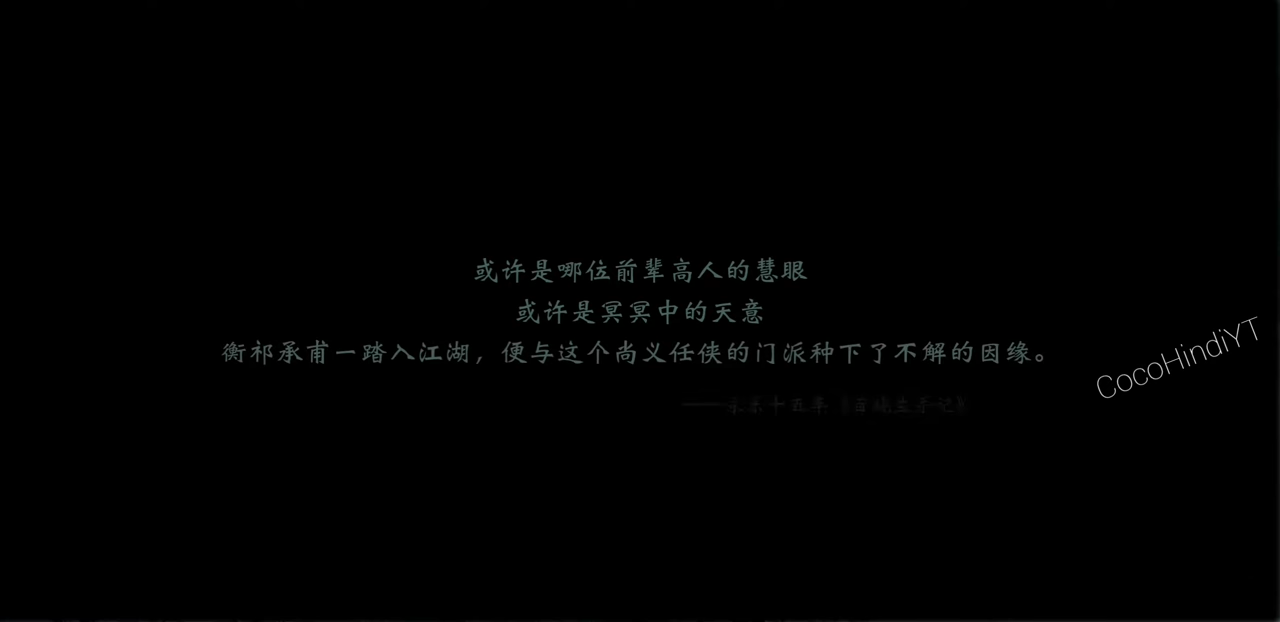 或许是哪位前辈高人的慧眼
或许是冥冥中的天意
衡祁承甫一踏入江湖，便与这个尚义任侠的门派种下了不解的因缘。
CocoHindiYT